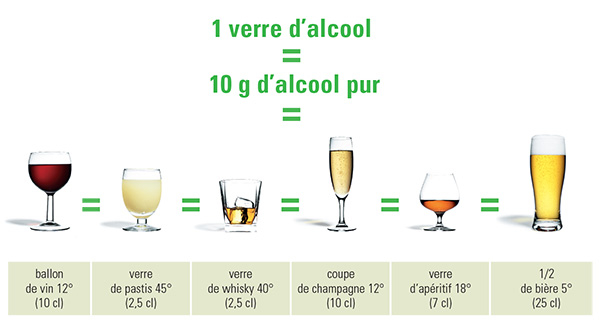 1 verre d’alcool
=
10 g d’alcool pur
=
= = = = =
ballon
de vin 12°
(10 cl)
verre
de pastis 45°
(2,5 cl)
verre
de whisky 40°
(2,5 cl)
coupe
de champagne 12°
(10 cl)
verre
d’apéritif 18°
(7 cl)
1/2
de bière 5°
(25 cl)